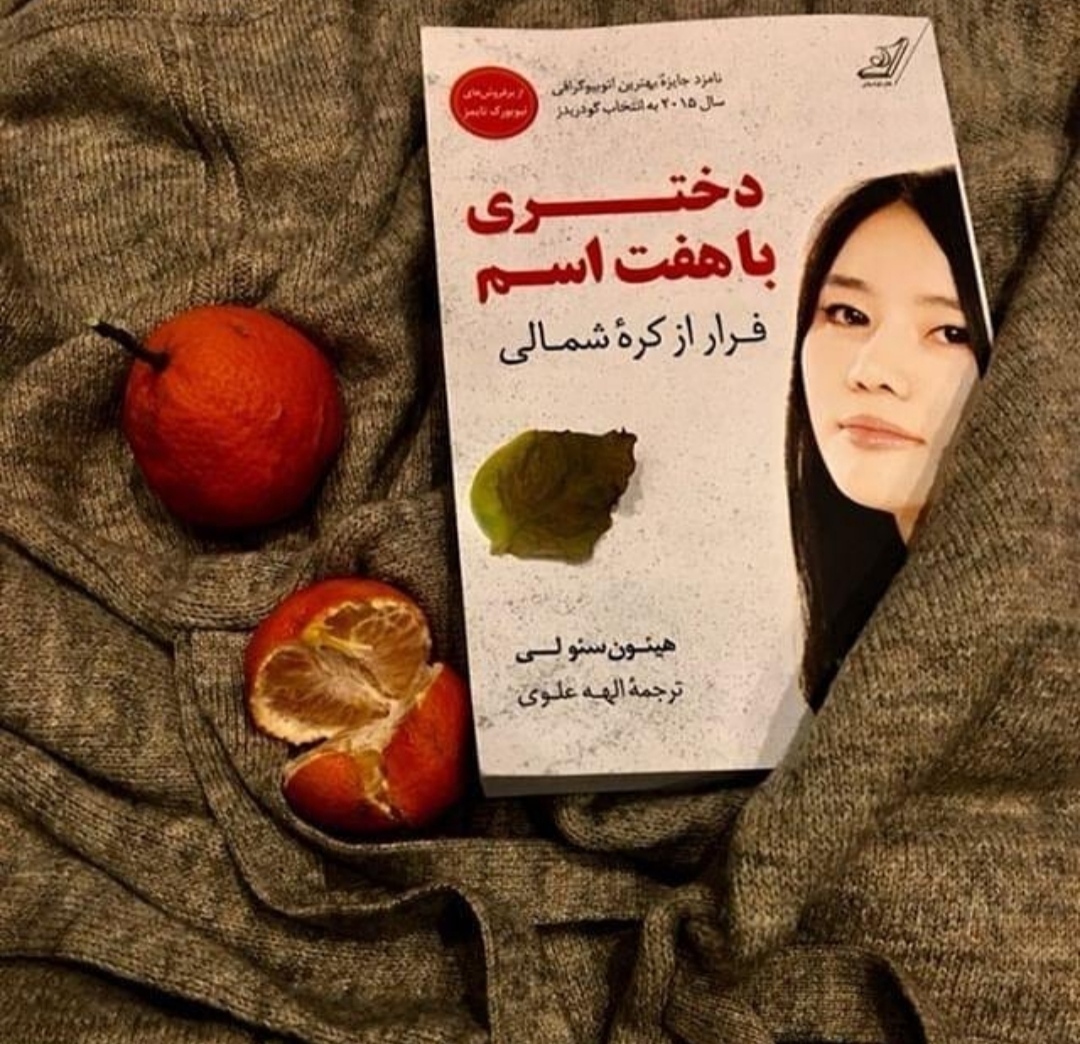 از پرفروش‌های
نیویورک تایمز
نامزد جایزهٔ بهترین اتوبیوگرافی
سال ۲۰۱۵ به انتخاب گودریدز
دختری
با هفت اسم
فرار از کرهٔ شمالی
هیئون سئو لی
ترجمهٔ الهه علوی